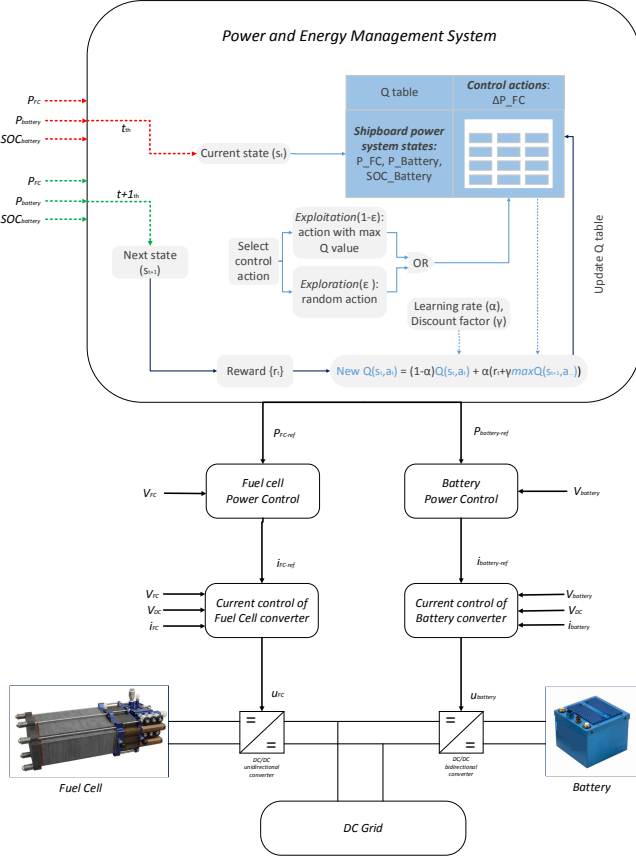 Power and Energy Management System
P_FC
P_battery
SOC_battery
t_th
P_FC
P_battery
SOC_battery
t+1_th
Current state (s_t)
Q table
Control actions:
ΔP_FC
Shipboard power
system states:
P_FC, P_Battery,
SOC_Battery
Next state
(s_t+1)
Select
control
action
Exploitation(1-ε):
action with max
Q value
Exploration(ε ):
random action
OR
Update Q table
Learning rate (α),
Discount factor (γ)
Reward {r_t}
New Q(s_t,a_t) = (1-α)Q(s_t,a_t) + α(r_t+γmaxQ(s_t+1,a_..))
P_FC-ref
P_battery-ref
V_FC
Fuel cell
Power Control
Battery
Power Control
V_battery
i_FC-ref
i_battery-ref
V_FC
V_DC
i_FC
Current control of
Fuel Cell converter
Current control of
Battery converter
V_battery
V_DC
i_battery
u_FC
u_battery
DC/DC
unidirectional
converter
DC/DC
bidirectional
converter
Fuel Cell
Battery
DC Grid